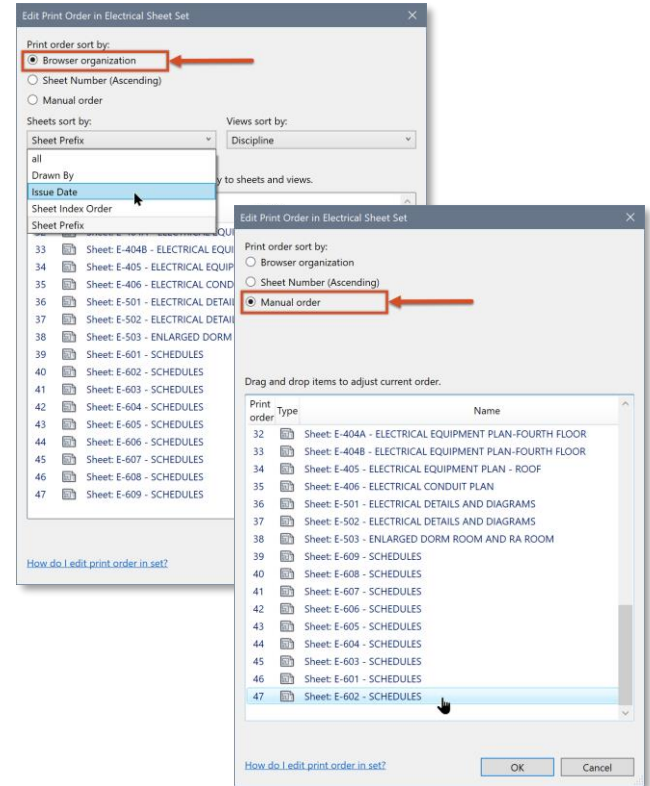 Edit Print Order in Electrical Sheet Set
Print order sort by:
Browser organization
Sheet Number (Ascending)
Manual order
Sheets sort by:
Views sort by:
Sheet Prefix
Discipline
all
Drawn By
Issue Date
Sheet Index Order
Sheet Prefix
y to sheets and views.
33 Sheet: E-404B - ELECTRICAL EQUI
34 Sheet: E-405 - ELECTRICAL EQUIP
35 Sheet: E-406 - ELECTRICAL COND
36 Sheet: E-501 - ELECTRICAL DETAIL
37 Sheet: E-502 - ELECTRICAL DETAIL
38 Sheet: E-503 - ENLARGED DORM
39 Sheet: E-601 - SCHEDULES
40 Sheet: E-602 - SCHEDULES
41 Sheet: E-603 - SCHEDULES
42 Sheet: E-604 - SCHEDULES
43 Sheet: E-605 - SCHEDULES
44 Sheet: E-606 - SCHEDULES
45 Sheet: E-607 - SCHEDULES
46 Sheet: E-608 - SCHEDULES
47 Sheet: E-609 - SCHEDULES
How do I edit print order in set?
Edit Print Order in Electrical Sheet Set
Print order sort by:
Browser organization
Sheet Number (Ascending)
Manual order
Drag and drop items to adjust current order.
Print order Type Name
32 Sheet: E-404A - ELECTRICAL EQUIPMENT PLAN-FOURTH FLOOR
33 Sheet: E-404B - ELECTRICAL EQUIPMENT PLAN-FOURTH FLOOR
34 Sheet: E-405 - ELECTRICAL EQUIPMENT PLAN - ROOF
35 Sheet: E-406 - ELECTRICAL CONDUIT PLAN
36 Sheet: E-501 - ELECTRICAL DETAILS AND DIAGRAMS
37 Sheet: E-502 - ELECTRICAL DETAILS AND DIAGRAMS
38 Sheet: E-503 - ENLARGED DORM ROOM AND RA ROOM
39 Sheet: E-609 - SCHEDULES
40 Sheet: E-608 - SCHEDULES
41 Sheet: E-607 - SCHEDULES
42 Sheet: E-606 - SCHEDULES
43 Sheet: E-605 - SCHEDULES
44 Sheet: E-604 - SCHEDULES
45 Sheet: E-603 - SCHEDULES
46 Sheet: E-601 - SCHEDULES
47 Sheet: E-602 - SCHEDULES
How do I edit print order in set?
OK
Cancel